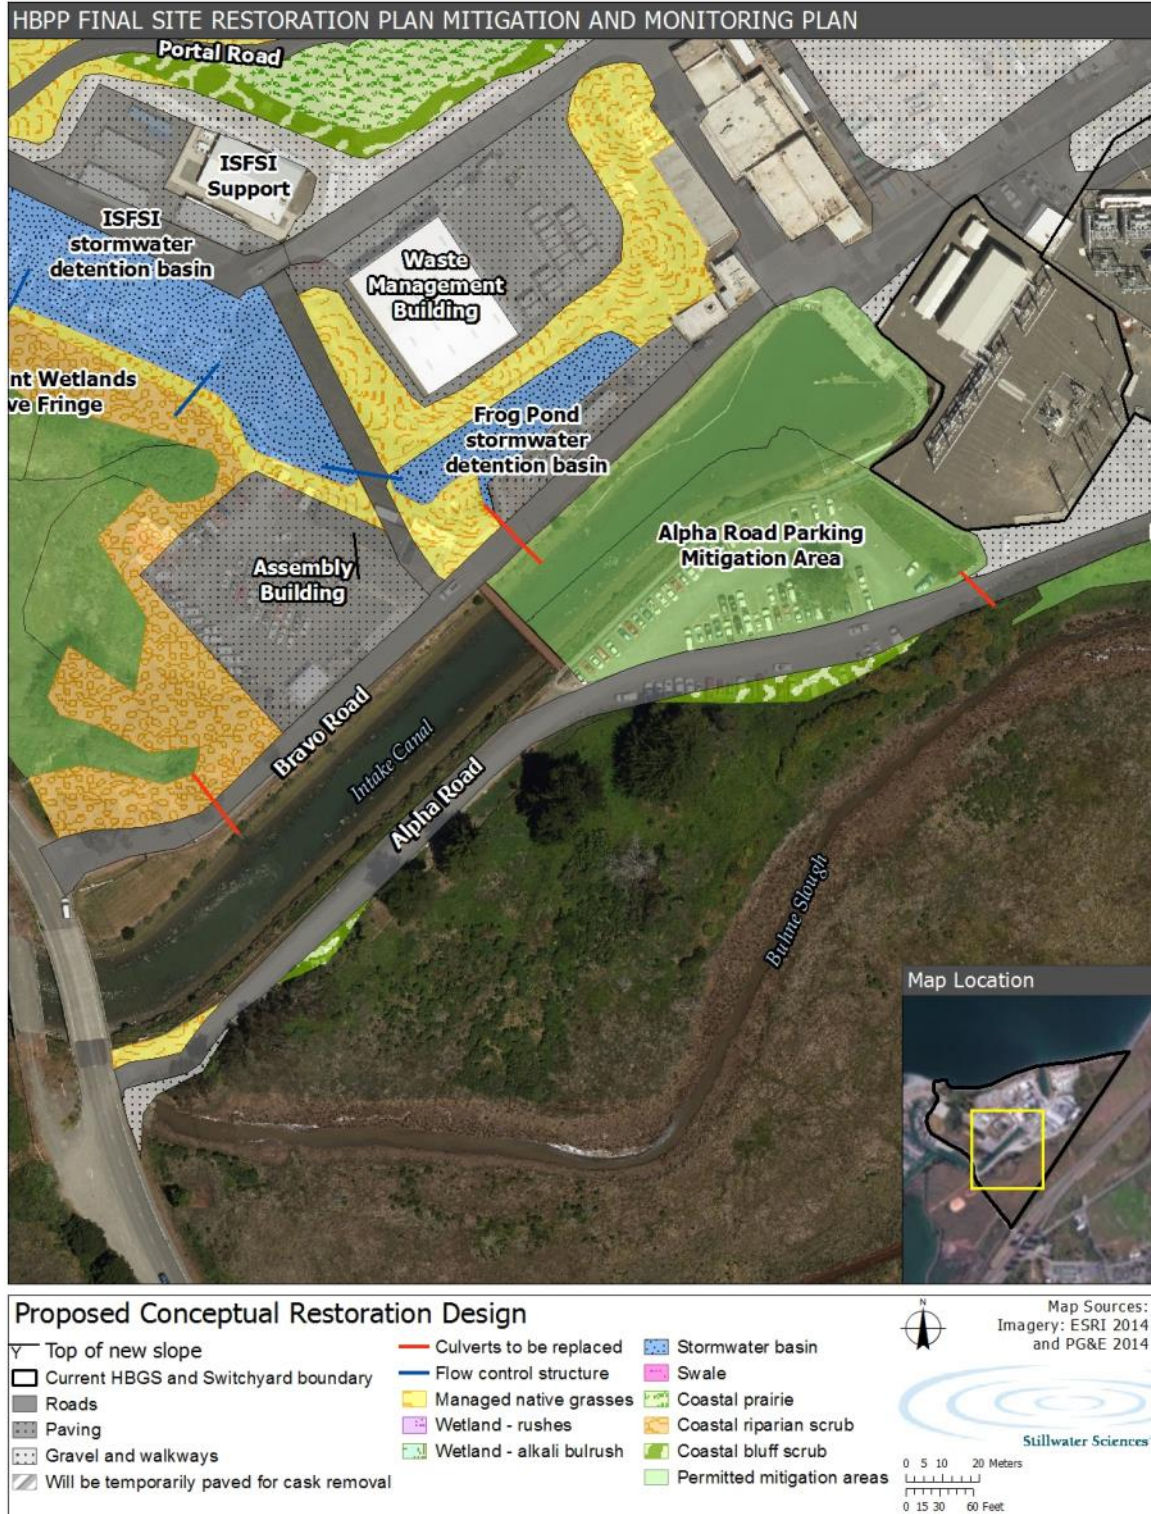 HBPP FINAL SITE RESTORATION PLAN MITIGATION AND MONITORING PLAN
Portal Road
ISFSI
Support
ISFSI
stormwater
detention basin
Waste
Management
Building
nt Wetlands
ve Fringe
Frog Pond
stormwater
detention basin
Alpha Road Parking
Mitigation Area
Assembly
Building
Bravo Road
Intake Canal
Alpha Road
Buhne Slough
Map Location
Proposed Conceptual Restoration Design
Top of new slope
Current HBGS and Switchyard boundary
Roads
Paving
Gravel and walkways
Will be temporarily paved for cask removal
Culverts to be replaced
Flow control structure
Managed native grasses
Wetland - rushes
Wetland - alkali bulrush
Stormwater basin
Swale
Coastal prairie
Coastal riparian scrub
Coastal bluff scrub
Permitted mitigation areas
N
Map Sources:
Imagery: ESRI 2014
and PG&E 2014
Stillwater Sciences
0 5 10 20 Meters
0 15 30 60 Feet